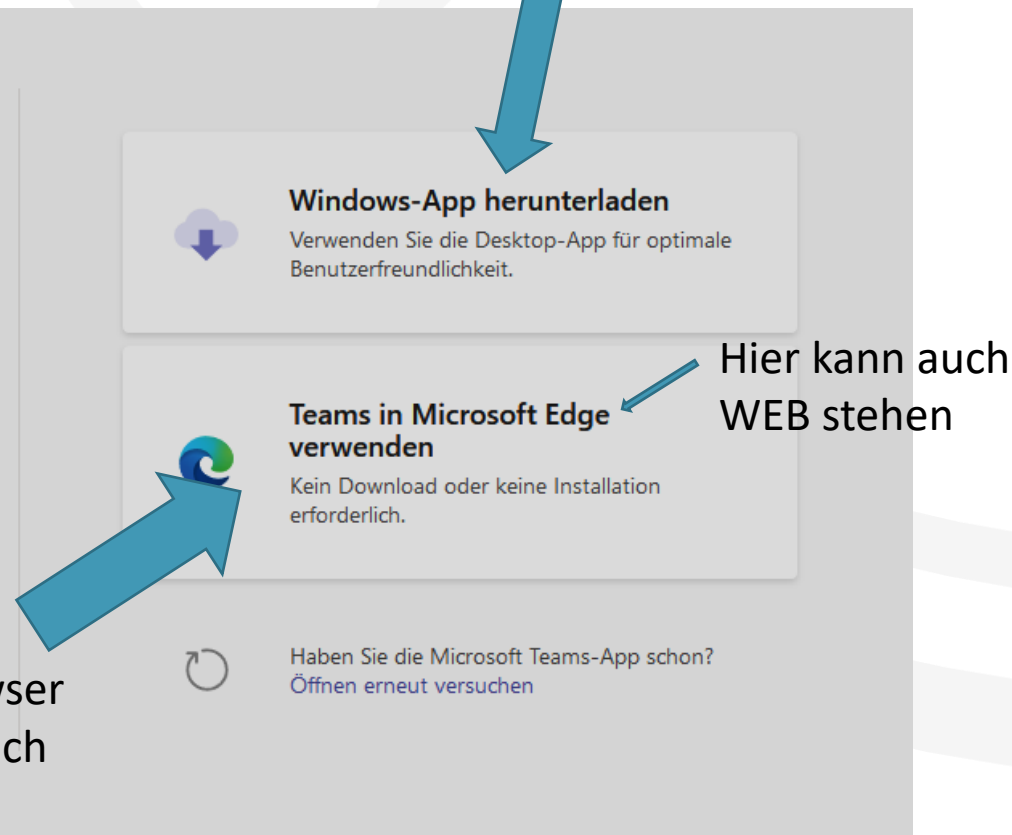 Windows-App herunterladen
Verwenden Sie die Desktop-App für optimale
Benutzerfreundlichkeit.
Hier kann auch
WEB stehen
Teams in Microsoft Edge
verwenden
Kein Download oder keine Installation
erforderlich.
Haben Sie die Microsoft Teams-App schon?
Öffnen erneut versuchen